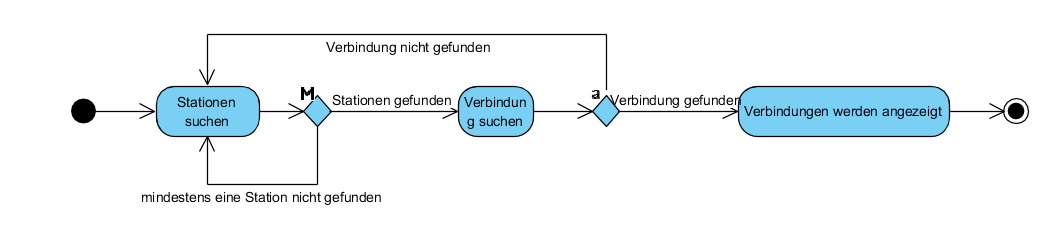 Verbindung nicht gefunden
M
a
Stationen
suchen
Stationen gefunden
Verbindun
g suchen
Verbindung gefunden
Verbindungen werden angezeigt
mindestens eine Station nicht gefunden